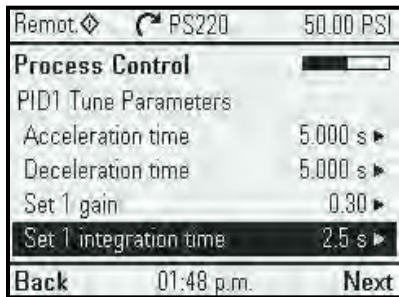 Remot. PS220 50.00 PSI
Process Control
PID1 Tune Parameters
Acceleration time 5.000 s
Deceleration time 5.000 s
Set 1 gain 0.30
Set 1 integration time 2.5 s
Back 01:48 p.m. Next